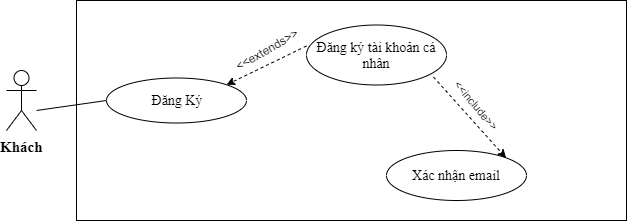 <<extends>>
Đăng ký tài khoản cá
nhân
Đăng Ký
<<include>>
Khách
Xác nhận email